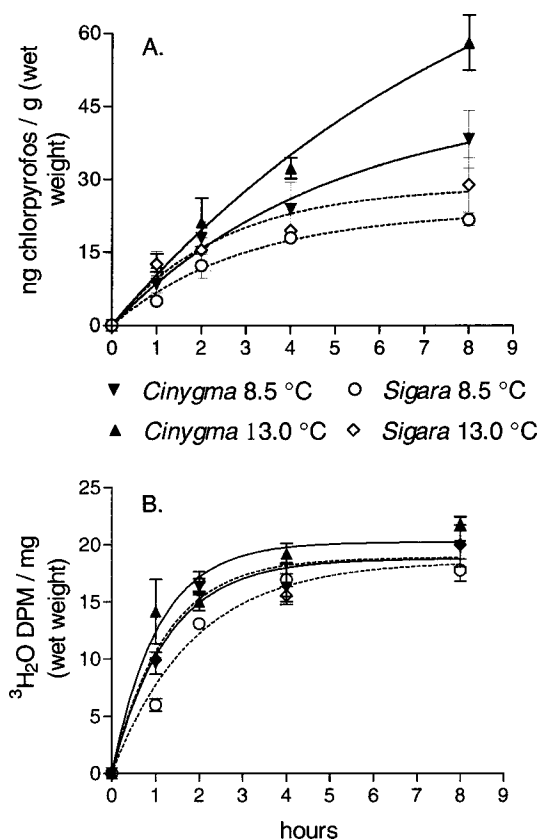 A.
ng chlorpyrofos / g (wet
weight)
60
45
30
15
0
0 1 2 3 4 5 6 7 8 9
Cinygma 8.5 °C Sigara 8.5 °C
Cinygma 13.0 °C Sigara 13.0 °C
B.
³H₂O DPM / mg
(wet weight)
25
20
15
10
5
0
0 1 2 3 4 5 6 7 8 9
hours